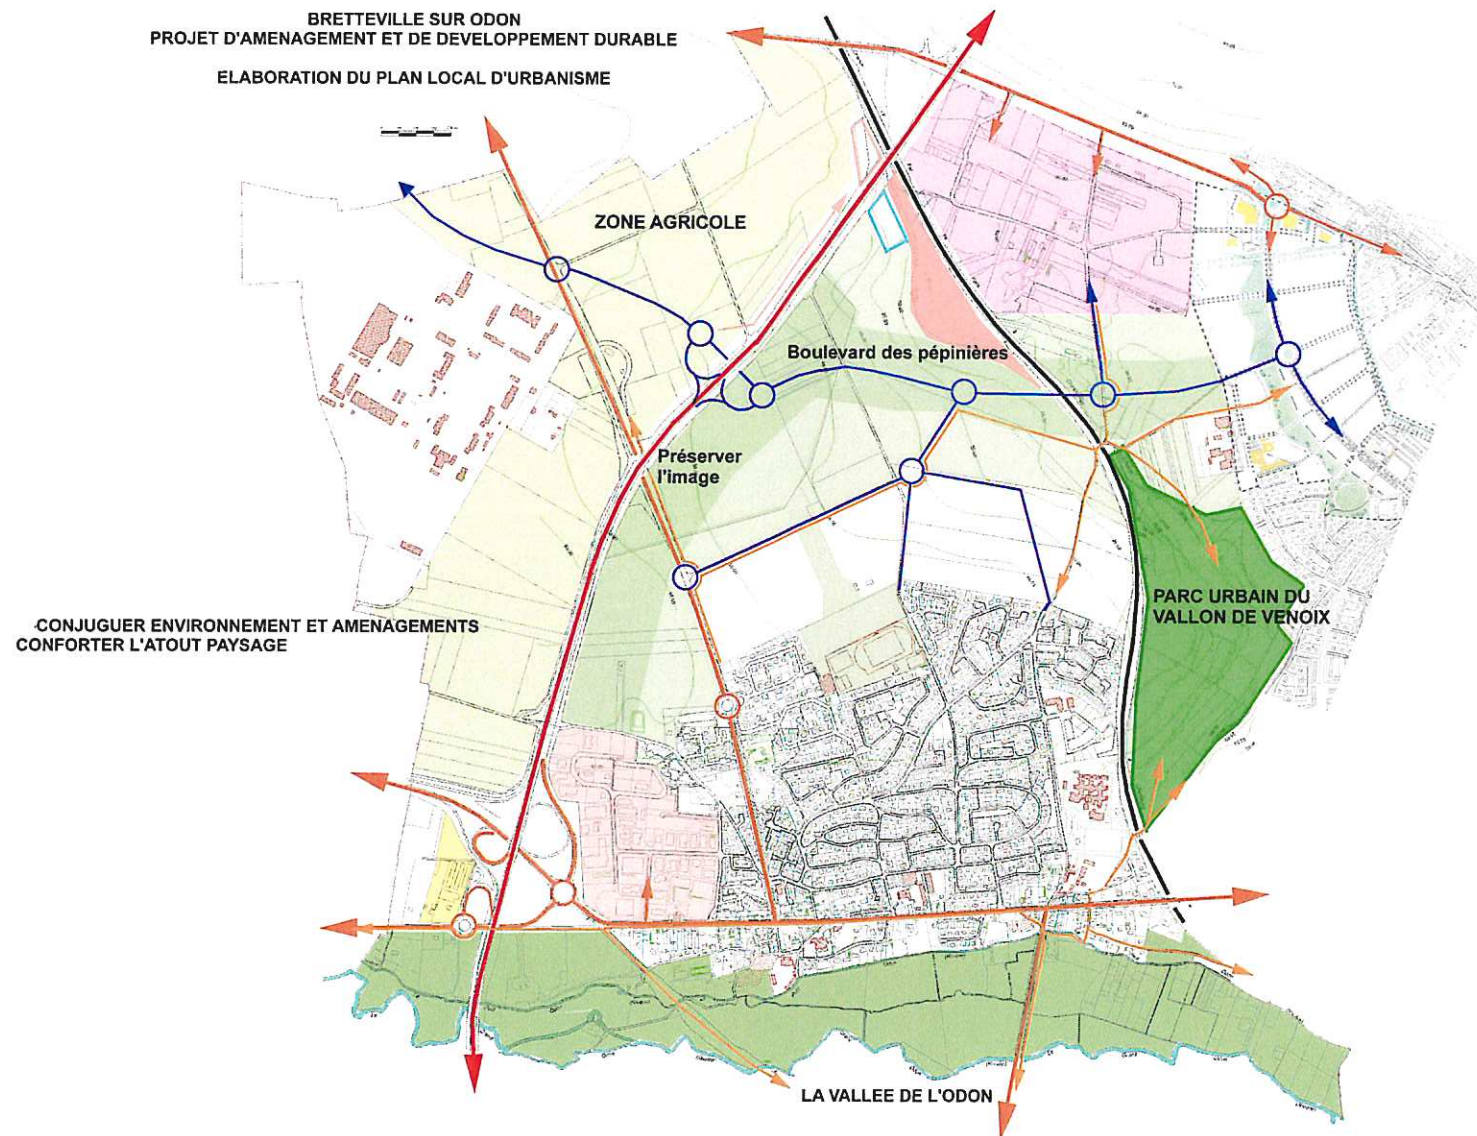 BRETTEVILLE SUR ODON
PROJET D'AMENAGEMENT ET DE DEVELOPPEMENT DURABLE
ELABORATION DU PLAN LOCAL D'URBANISME
ZONE AGRICOLE
Boulevard des pépinières
Préserver
l'image
PARC URBAIN DU
VALLON DE VENOIX
CONJUGUER ENVIRONNEMENT ET AMENAGEMENTS
CONFORTER L'ATOUT PAYSAGE
LA VALLEE DE L'ODON